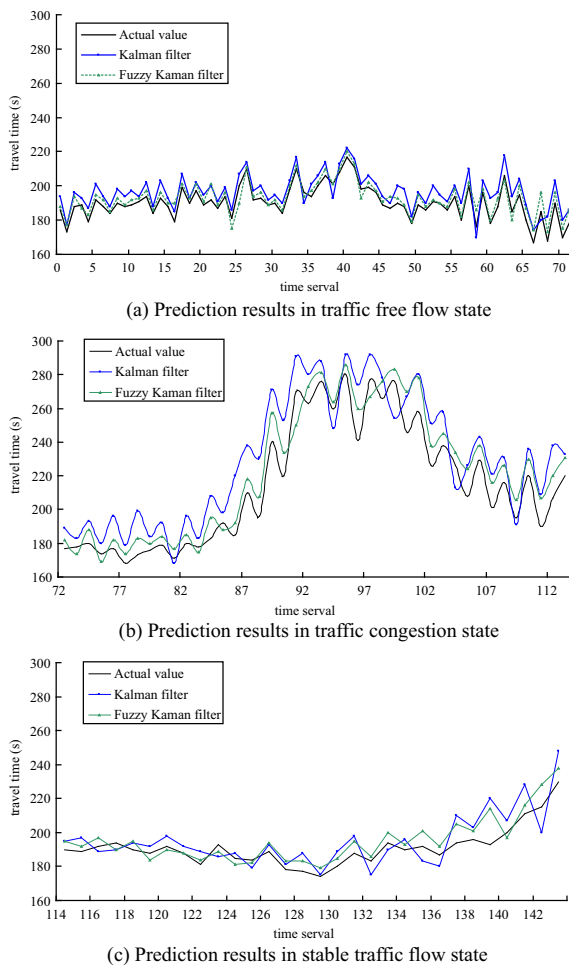 300
280
260
240
220
200
180
160
travel time (s)
Actual value
Kalman filter
Fuzzy Kaman filter
0 5 10 15 20 25 30 35 40 45 50 55 60 65 70
time serval
(a) Prediction results in traffic free flow state
300
280
260
240
220
200
180
160
travel time (s)
Actual value
Kalman filter
Fuzzy Kaman filter
72 77 82 87 92 97 102 107 112
time serval
(b) Prediction results in traffic congestion state
300
280
260
240
220
200
180
160
travel time (s)
Actual value
Kalman filter
Fuzzy Kaman filter
114 116 118 120 122 124 126 128 130 132 134 136 138 140 142
time serval
(c) Prediction results in stable traffic flow state